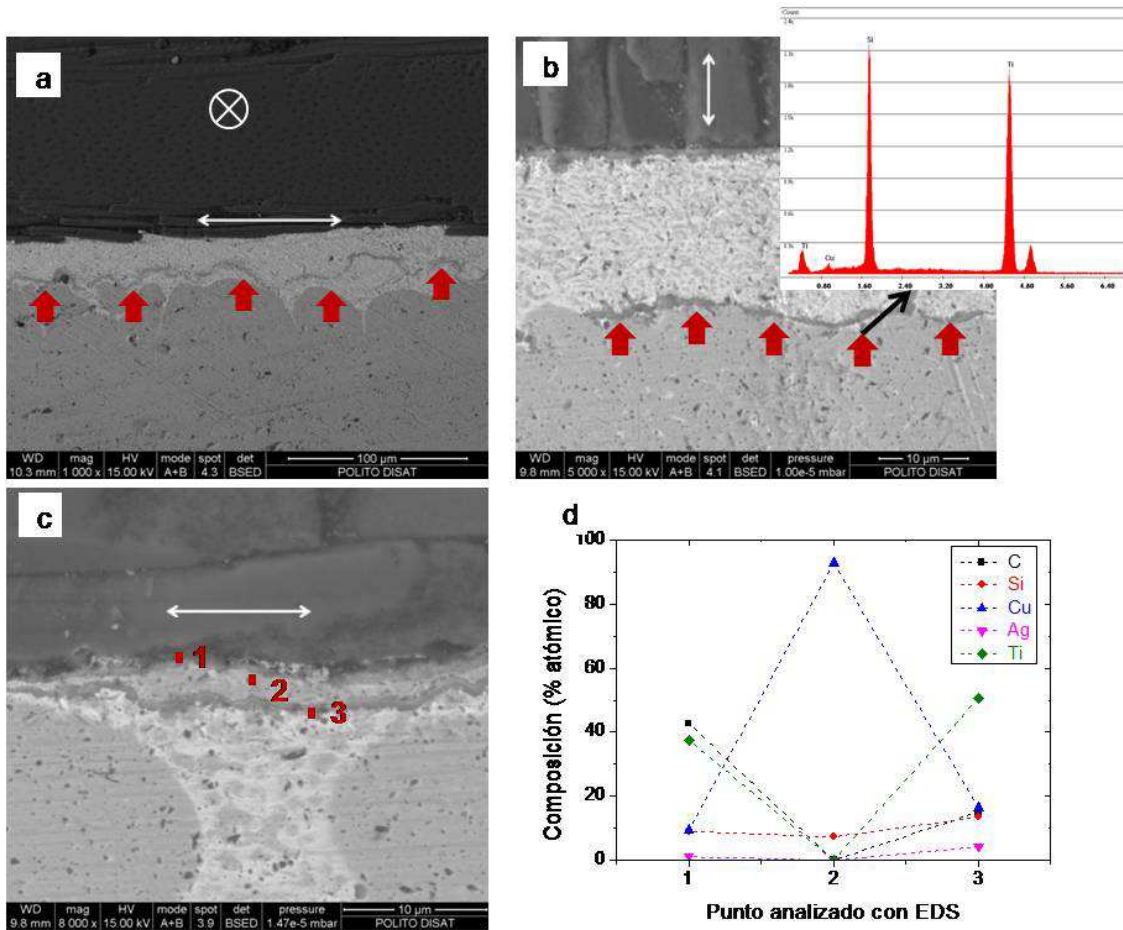 a
WD mag HV mode spot det 100 µm
10.3 mm 1 000 x 15.00 kV A+B 4.3 BSED POLITO DISAT
b
Count
Si
Ti
Ti
Cu
0.80 1.60 2.40 3.20 4.00 4.80 5.60 6.40
WD mag HV mode spot det pressure 10 µm
9.8 mm 5 000 x 15.00 kV A+B 4.1 BSED 1.00e-5 mbar POLITO DISAT
c
1
2
3
WD mag HV mode spot det pressure 10 µm
9.8 mm 8 000 x 15.00 kV A+B 3.9 BSED 1.47e-5 mbar POLITO DISAT
d
Composición (% atómico)
100
80
60
40
20
0
C
Si
Cu
Ag
Ti
1 2 3
Punto analizado con EDS